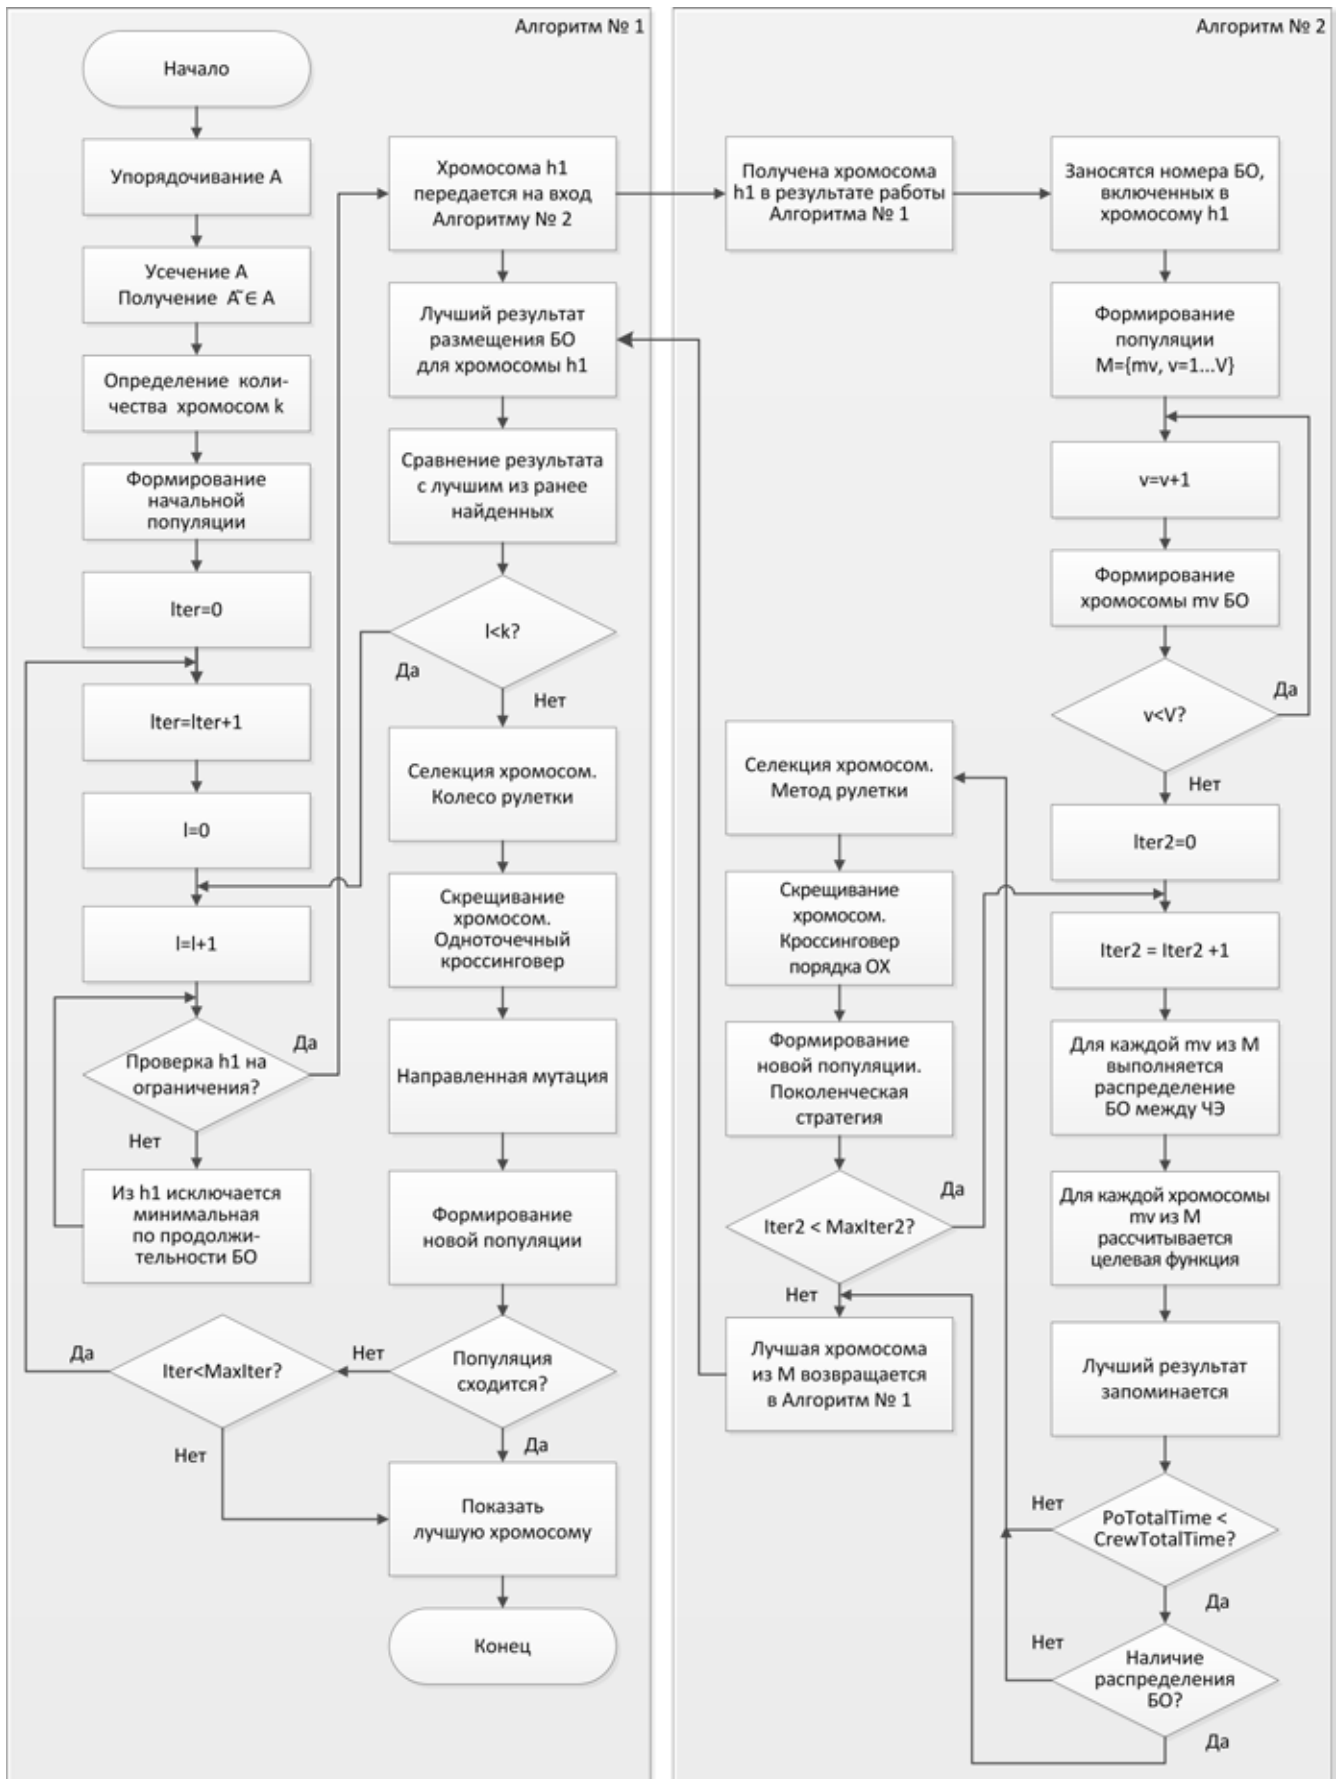 Алгоритм № 1
Начало
Упорядочивание А
Усечение А
Получение Ã ∈ А
Определение коли-
чества хромосом k
Формирование
начальной
популяции
Iter=0
Iter=Iter+1
l=0
l=l+1
Проверка h1 на
ограничения?
Да
Нет
Из h1 исключается
минимальная
по продолжи-
тельности БО
Iter<MaxIter?
Да
Нет
Хромосома h1
передается на вход
Алгоритму № 2
Лучший результат
размещения БО
для хромосомы h1
Сравнение результата
с лучшим из ранее
найденных
l<k?
Да
Нет
Селекция хромосом.
Колесо рулетки
Скрещивание
хромосом.
Одноточечный
кроссинговер
Направленная мутация
Формирование
новой популяции
Популяция
сходится?
Нет
Да
Показать
лучшую хромосому
Конец
Алгоритм № 2
Получена хромосома
h1 в результате работы
Алгоритма № 1
Заносятся номера БО,
включенных в
хромосому h1
Формирование
популяции
M={mv, v=1...V}
v=v+1
Формирование
хромосомы mv БО
v<V?
Да
Нет
Iter2=0
Iter2 = Iter2 +1
Для каждой mv из М
выполняется
распределение
БО между ЧЭ
Для каждой хромосомы
mv из М
рассчитывается
целевая функция
Лучший результат
запоминается
PoTotalTime <
CrewTotalTime?
Нет
Да
Наличие
распределения
БО?
Нет
Да
Селекция хромосом.
Метод рулетки
Скрещивание
хромосом.
Кроссинговер
порядка ОХ
Формирование
новой популяции.
Поколенческая
стратегия
Iter2 < MaxIter2?
Да
Нет
Лучшая хромосома
из М возвращается
в Алгоритм № 1